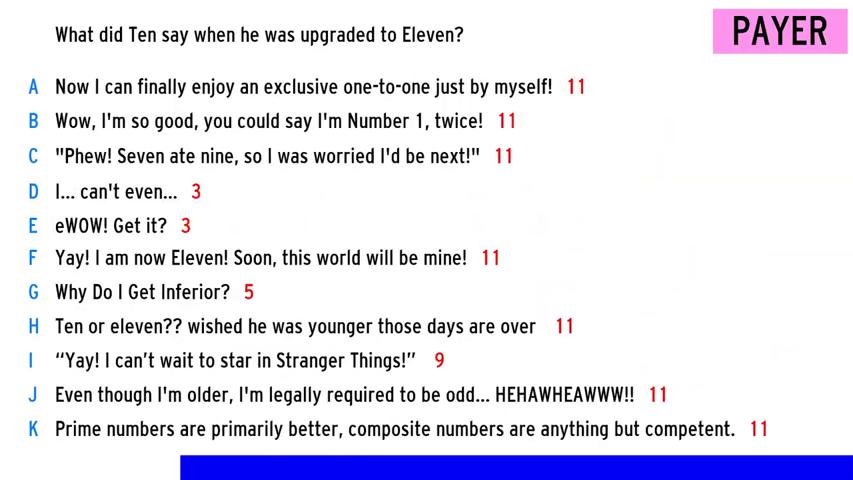 What did Ten say when he was upgraded to Eleven?
PAYER
A Now I can finally enjoy an exclusive one-to-one just by myself! 11
B Wow, I'm so good, you could say I'm Number 1, twice! 11
C "Phew! Seven ate nine, so I was worried I'd be next!" 11
D I... can't even... 3
E eWOW! Get it? 3
F Yay! I am now Eleven! Soon, this world will be mine! 11
G Why Do I Get Inferior? 5
H Ten or eleven?? wished he was younger those days are over 11
I “Yay! I can’t wait to star in Stranger Things!” 9
J Even though I'm older, I'm legally required to be odd... HEHAWHEAWWW!! 11
K Prime numbers are primarily better, composite numbers are anything but competent. 11